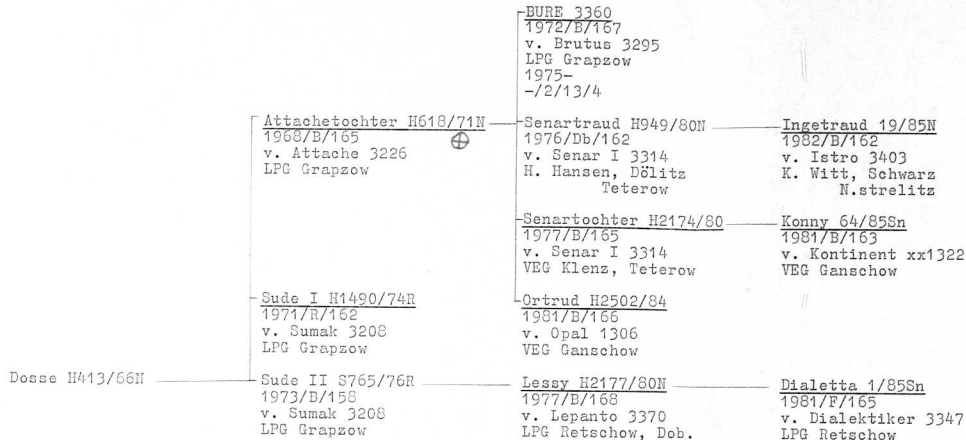 BURE 3360
1972/B/167
v. Brutus 3295
LPG Grapzow
1975-
-/2/13/4
Attachetochter H618/71N
1968/B/165
v. Attache 3226
LPG Grapzow
Senartraud H949/80N
1976/Db/162
v. Senar I 3314
H. Hansen, Dölitz
Teterow
Ingetraud 19/85N
1982/B/162
v. Istro 3403
K. Witt, Schwarz
N.strelitz
Senartochter H2174/80
1977/B/165
v. Senar I 3314
VEG Klenz, Teterow
Konny 64/85Sn
1981/B/163
v. Kontinent xx1322
VEG Ganschow
Sude I H1490/74R
1971/R/162
v. Sumak 3208
LPG Grapzow
Ortrud H2502/84
1981/B/166
v. Opal 1306
VEG Ganschow
Dosse H413/66N
Sude II S765/76R
1973/B/158
v. Sumak 3208
LPG Grapzow
Lessy H2177/80N
1977/B/168
v. Lepanto 3370
LPG Retschow, Dob.
Dialetta 1/85Sn
1981/F/165
v. Dialektiker 3347
LPG Retschow